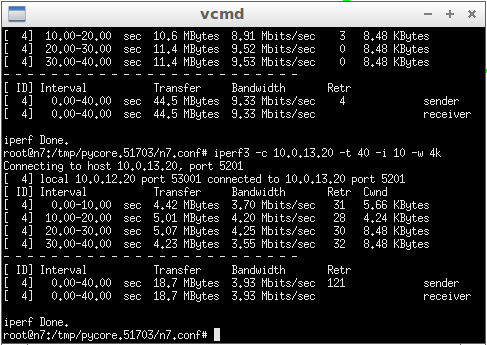 vcmd
[  4]  10.00-20.00  sec  10.6 MBytes  8.91 Mbits/sec    3   8.48 KBytes
[  4]  20.00-30.00  sec  11.4 MBytes  9.52 Mbits/sec    0   8.48 KBytes
[  4]  30.00-40.00  sec  11.4 MBytes  9.53 Mbits/sec    0   8.48 KBytes
- - - - - - - - - - - - - - - - - - - - - - - - -
[ ID] Interval           Transfer     Bandwidth       Retr
[  4]   0.00-40.00  sec  44.5 MBytes  9.33 Mbits/sec    4             sender
[  4]   0.00-40.00  sec  44.5 MBytes  9.33 Mbits/sec                  receiver
iperf Done.
root@n7:/tmp/pycore.51703/n7.conf# iperf3 -c 10.0.13.20 -t 40 -i 10 -w 4k
Connecting to host 10.0.13.20, port 5201
[  4] local 10.0.12.20 port 53001 connected to 10.0.13.20 port 5201
[ ID] Interval           Transfer     Bandwidth       Retr  Cwnd
[  4]   0.00-10.00  sec  4.42 MBytes  3.70 Mbits/sec   31   5.66 KBytes
[  4]  10.00-20.00  sec  5.01 MBytes  4.20 Mbits/sec   28   4.24 KBytes
[  4]  20.00-30.00  sec  5.07 MBytes  4.25 Mbits/sec   30   8.48 KBytes
[  4]  30.00-40.00  sec  4.23 MBytes  3.55 Mbits/sec   32   8.48 KBytes
- - - - - - - - - - - - - - - - - - - - - - - - -
[ ID] Interval           Transfer     Bandwidth       Retr
[  4]   0.00-40.00  sec  18.7 MBytes  3.93 Mbits/sec  121             sender
[  4]   0.00-40.00  sec  18.7 MBytes  3.93 Mbits/sec                  receiver
iperf Done.
root@n7:/tmp/pycore.51703/n7.conf#